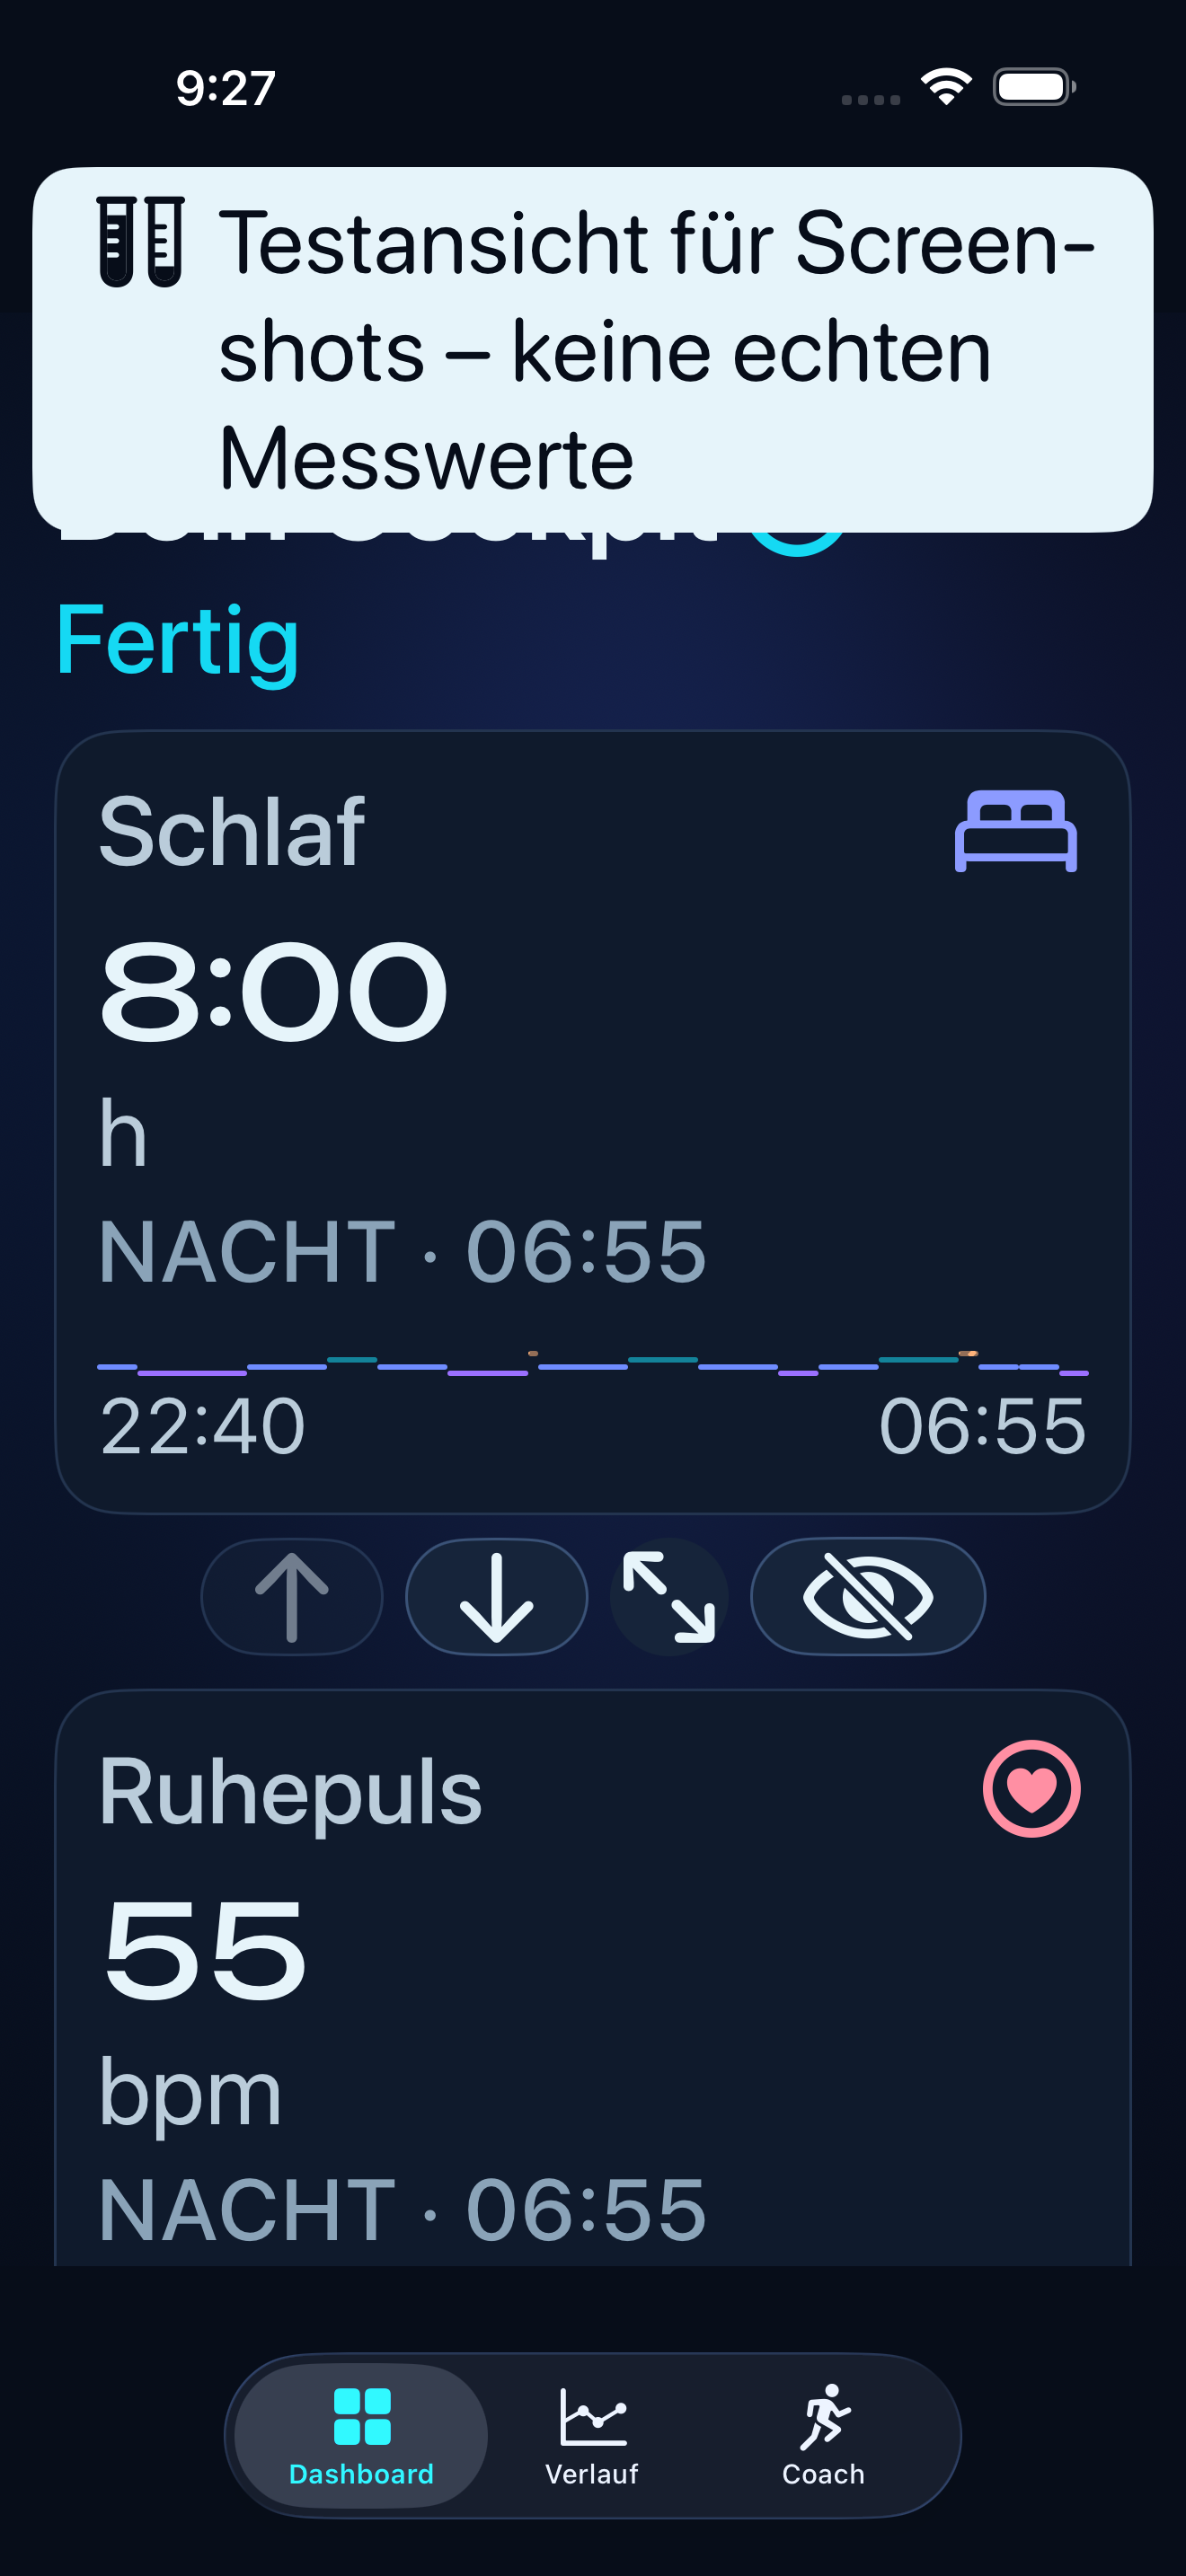 9:27
Testansicht für Screen-
shots – keine echten
Messwerte
Fertig
Schlaf
8:00
h
NACHT · 06:55
22:40 06:55
Ruhepuls
55
bpm
NACHT · 06:55
Dashboard Verlauf Coach